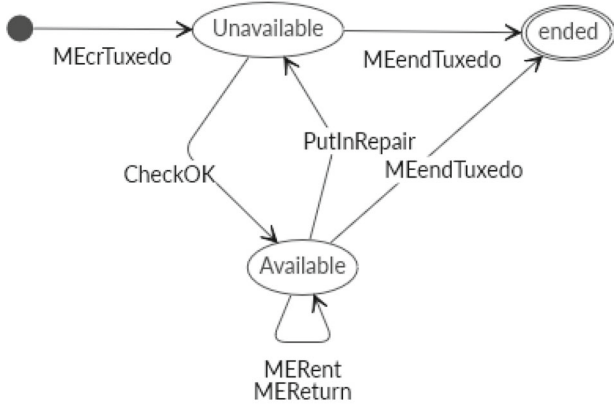 Unavailable
ended
MEcrTuxedo
MEendTuxedo
PutInRepair
CheckOK
MEendTuxedo
Available
MERent
MEReturn